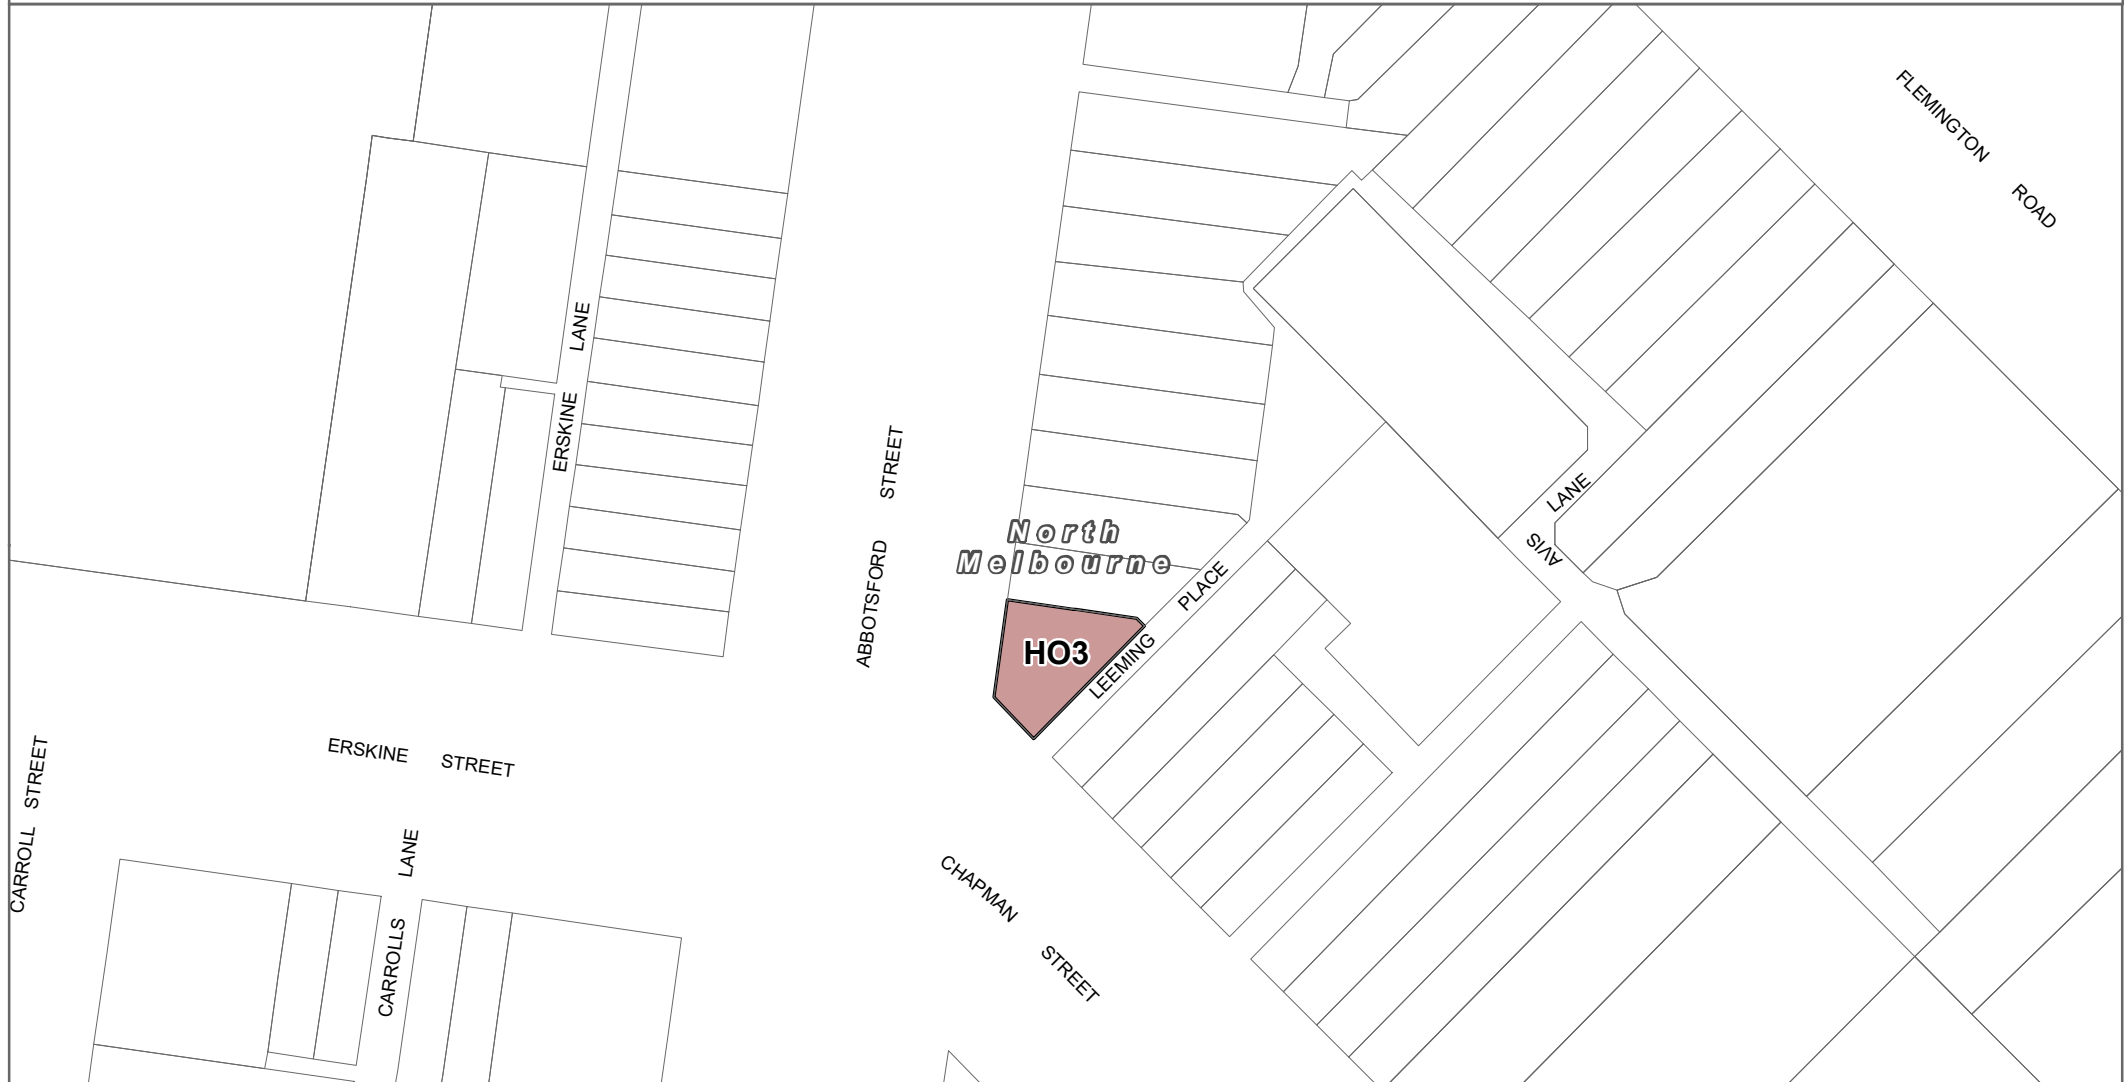 FLEMINGTON ROAD
ERSKINE LANE
ABBOTSFORD STREET
North
Melbourne
AVIS LANE
LEEMING PLACE
HO3
ERSKINE STREET
CARROLL STREET
CARROLLS LANE
CHAPMAN STREET